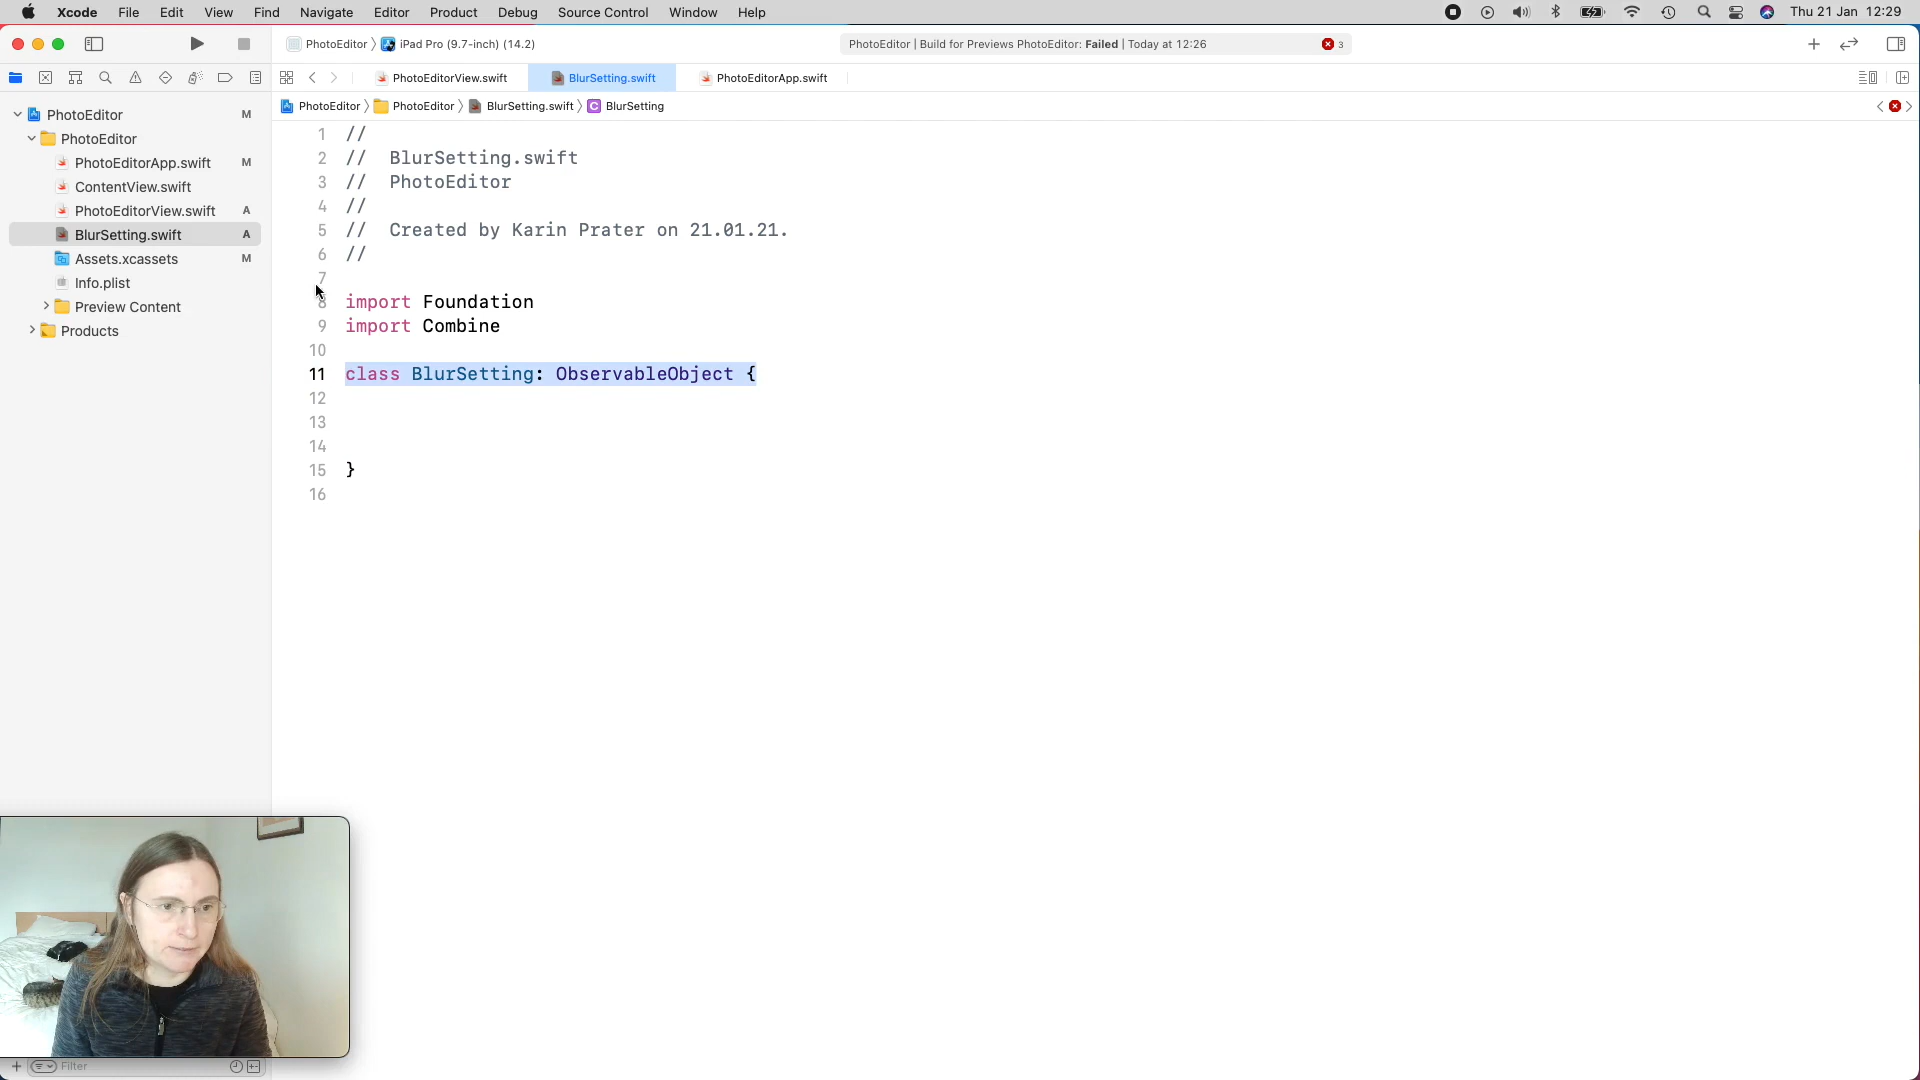 Xcode File Edit View Find Navigate Editor Product Debug Source Control Window Help Thu 21 Jan 12:29
PhotoEditor iPad Pro (9.7-inch) (14.2) PhotoEditor | Build for Previews PhotoEditor: Failed | Today at 12:26 3
PhotoEditorView.swift BlurSetting.swift PhotoEditorApp.swift
PhotoEditor PhotoEditor BlurSetting.swift C BlurSetting
PhotoEditor M
PhotoEditor
PhotoEditorApp.swift M
ContentView.swift
PhotoEditorView.swift A
BlurSetting.swift A
Assets.xcassets M
Info.plist
Preview Content
Products
Filter
1 //
2 // BlurSetting.swift
3 // PhotoEditor
4 //
5 // Created by Karin Prater on 21.01.21.
6 //
7
8 import Foundation
9 import Combine
10
11 class BlurSetting: ObservableObject {
12
13
14
15 }
16